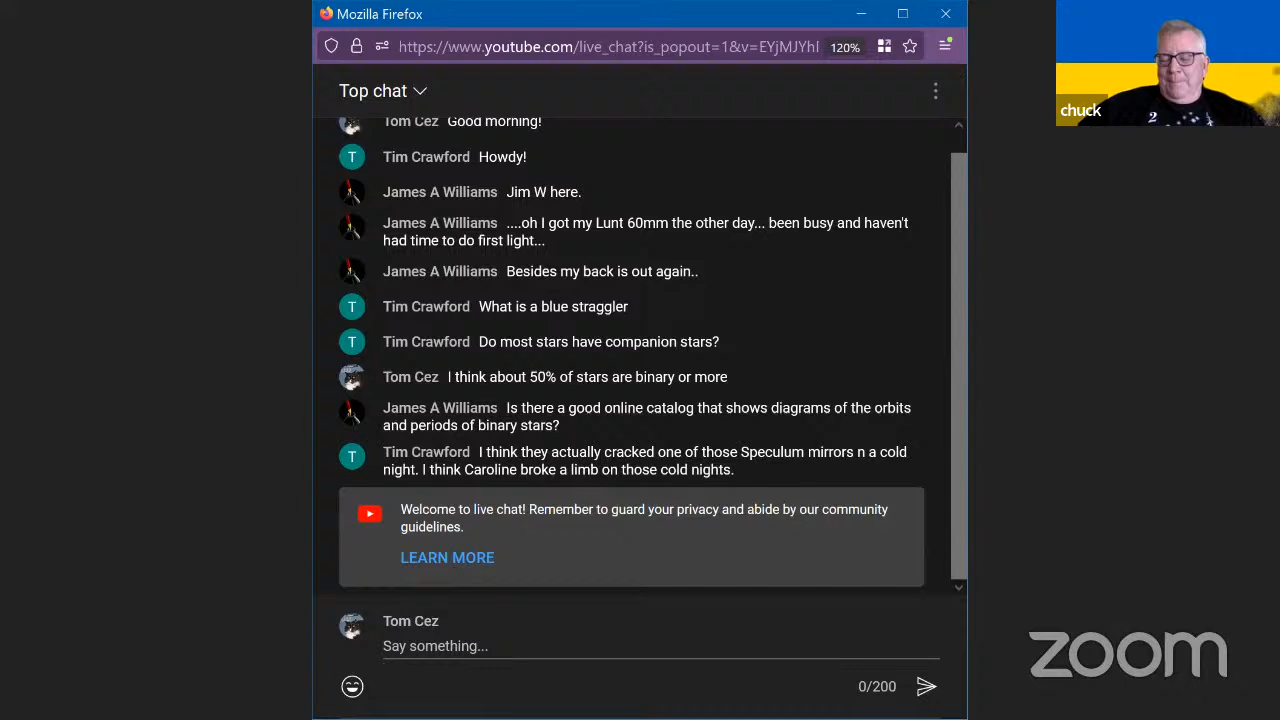 Mozilla Firefox
https://www.youtube.com/live_chat?is_popout=1&v=EYjMJYhI
120%
chuck
Top chat
Tom Cez Good morning!
T Tim Crawford Howdy!
James A Williams Jim W here.
James A Williams ....oh I got my Lunt 60mm the other day... been busy and haven't
had time to do first light...
James A Williams Besides my back is out again..
T Tim Crawford What is a blue straggler
T Tim Crawford Do most stars have companion stars?
Tom Cez I think about 50% of stars are binary or more
James A Williams Is there a good online catalog that shows diagrams of the orbits
and periods of binary stars?
T Tim Crawford I think they actually cracked one of those Speculum mirrors n a cold
night. I think Caroline broke a limb on those cold nights.
Welcome to live chat! Remember to guard your privacy and abide by our community
guidelines.
LEARN MORE
Tom Cez
Say something...
0/200
zoom